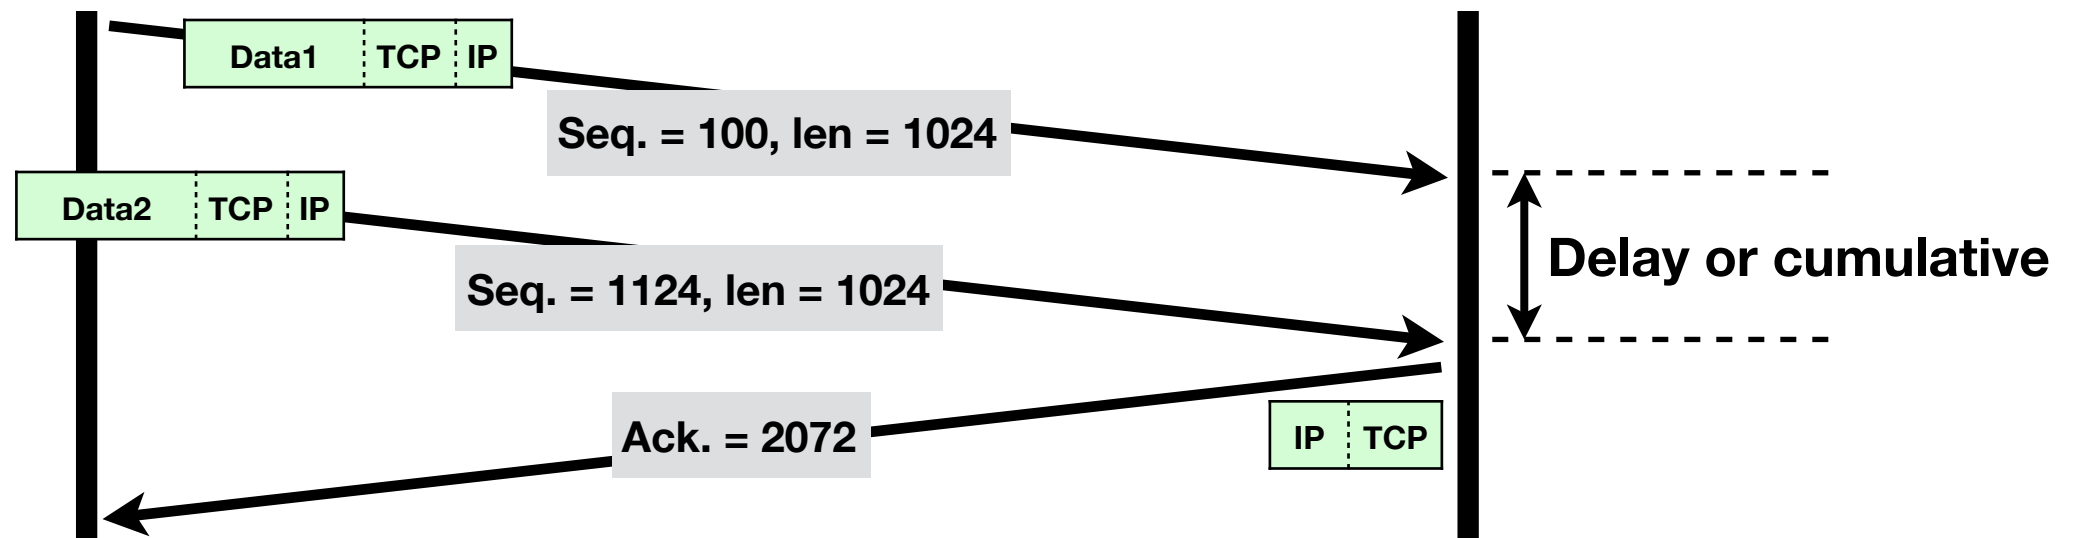 Data1 TCP IP
Seq. = 100, len = 1024
Data2 TCP IP
Delay or cumulative
Seq. = 1124, len = 1024
Ack. = 2072
IP TCP